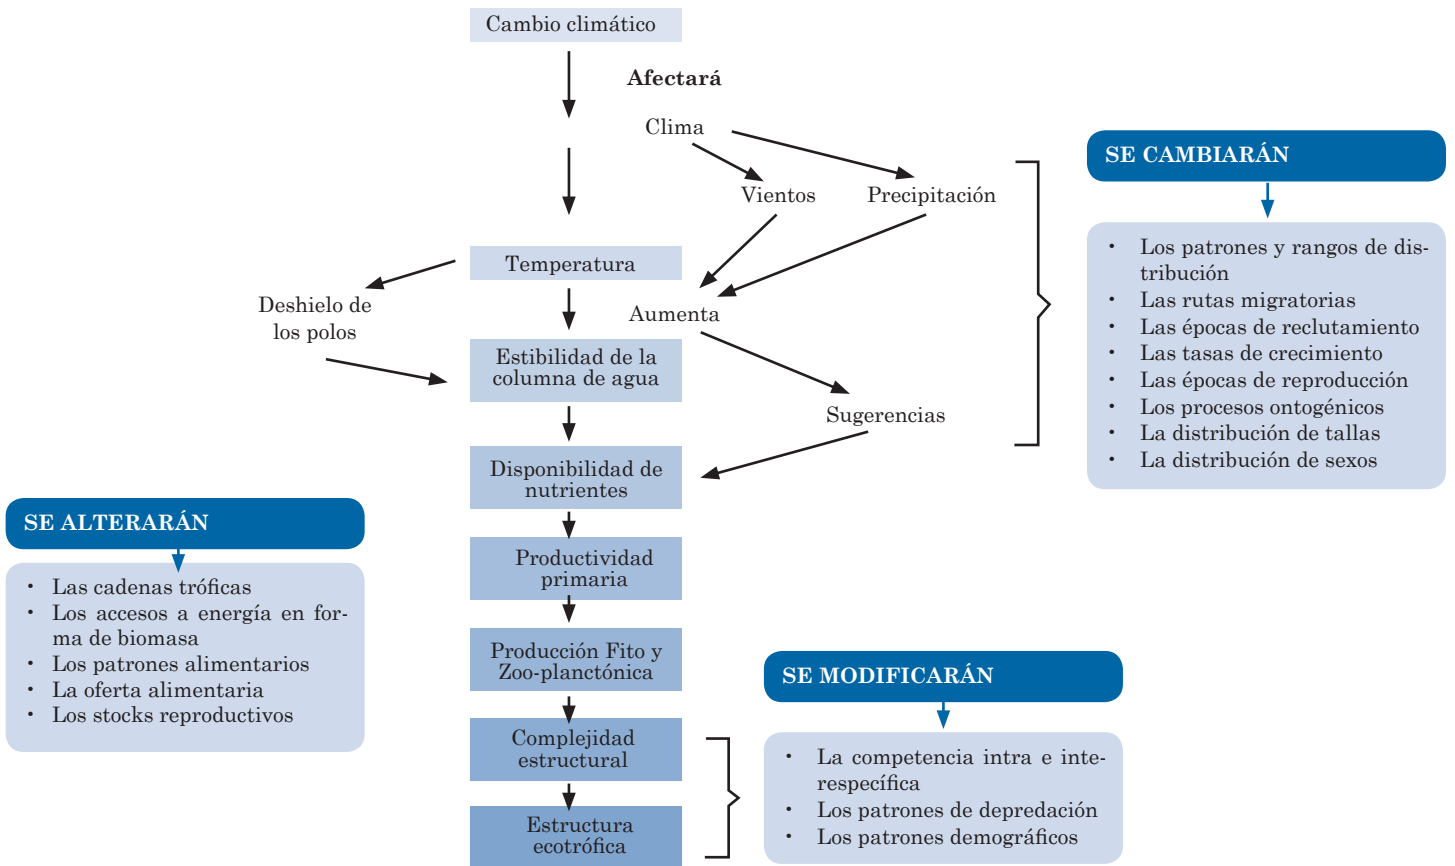 Cambio climático
Afectará
Clima
Vientos
Precipitación
Temperatura
Deshielo de
los polos
Aumenta
Estibilidad de la
columna de agua
Sugerencias
Disponibilidad de
nutrientes
Productividad
primaria
Producción Fito y
Zoo-planctónica
Complejidad
estructural
Estructura
ecotrófica
SE CAMBIARÁN
• Los patrones y rangos de dis-
tribución
• Las rutas migratorias
• Las épocas de reclutamiento
• Las tasas de crecimiento
• Las épocas de reproducción
• Los procesos ontogénicos
• La distribución de tallas
• La distribución de sexos
SE ALTERARÁN
• Las cadenas tróficas
• Los accesos a energía en for-
ma de biomasa
• Los patrones alimentarios
• La oferta alimentaria
• Los stocks reproductivos
SE MODIFICARÁN
• La competencia intra e inte-
respecífica
• Los patrones de depredación
• Los patrones demográficos